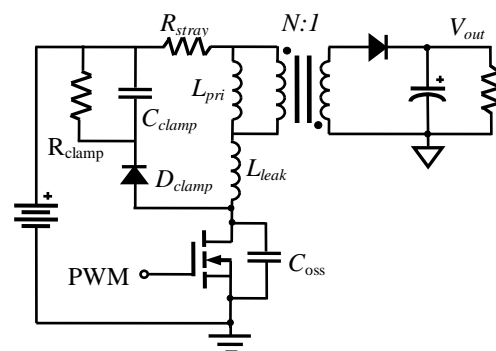 R_stray
N:1
V_out
L_pri
C_clamp
R_clamp
D_clamp
L_leak
PWM
C_oss
+
+